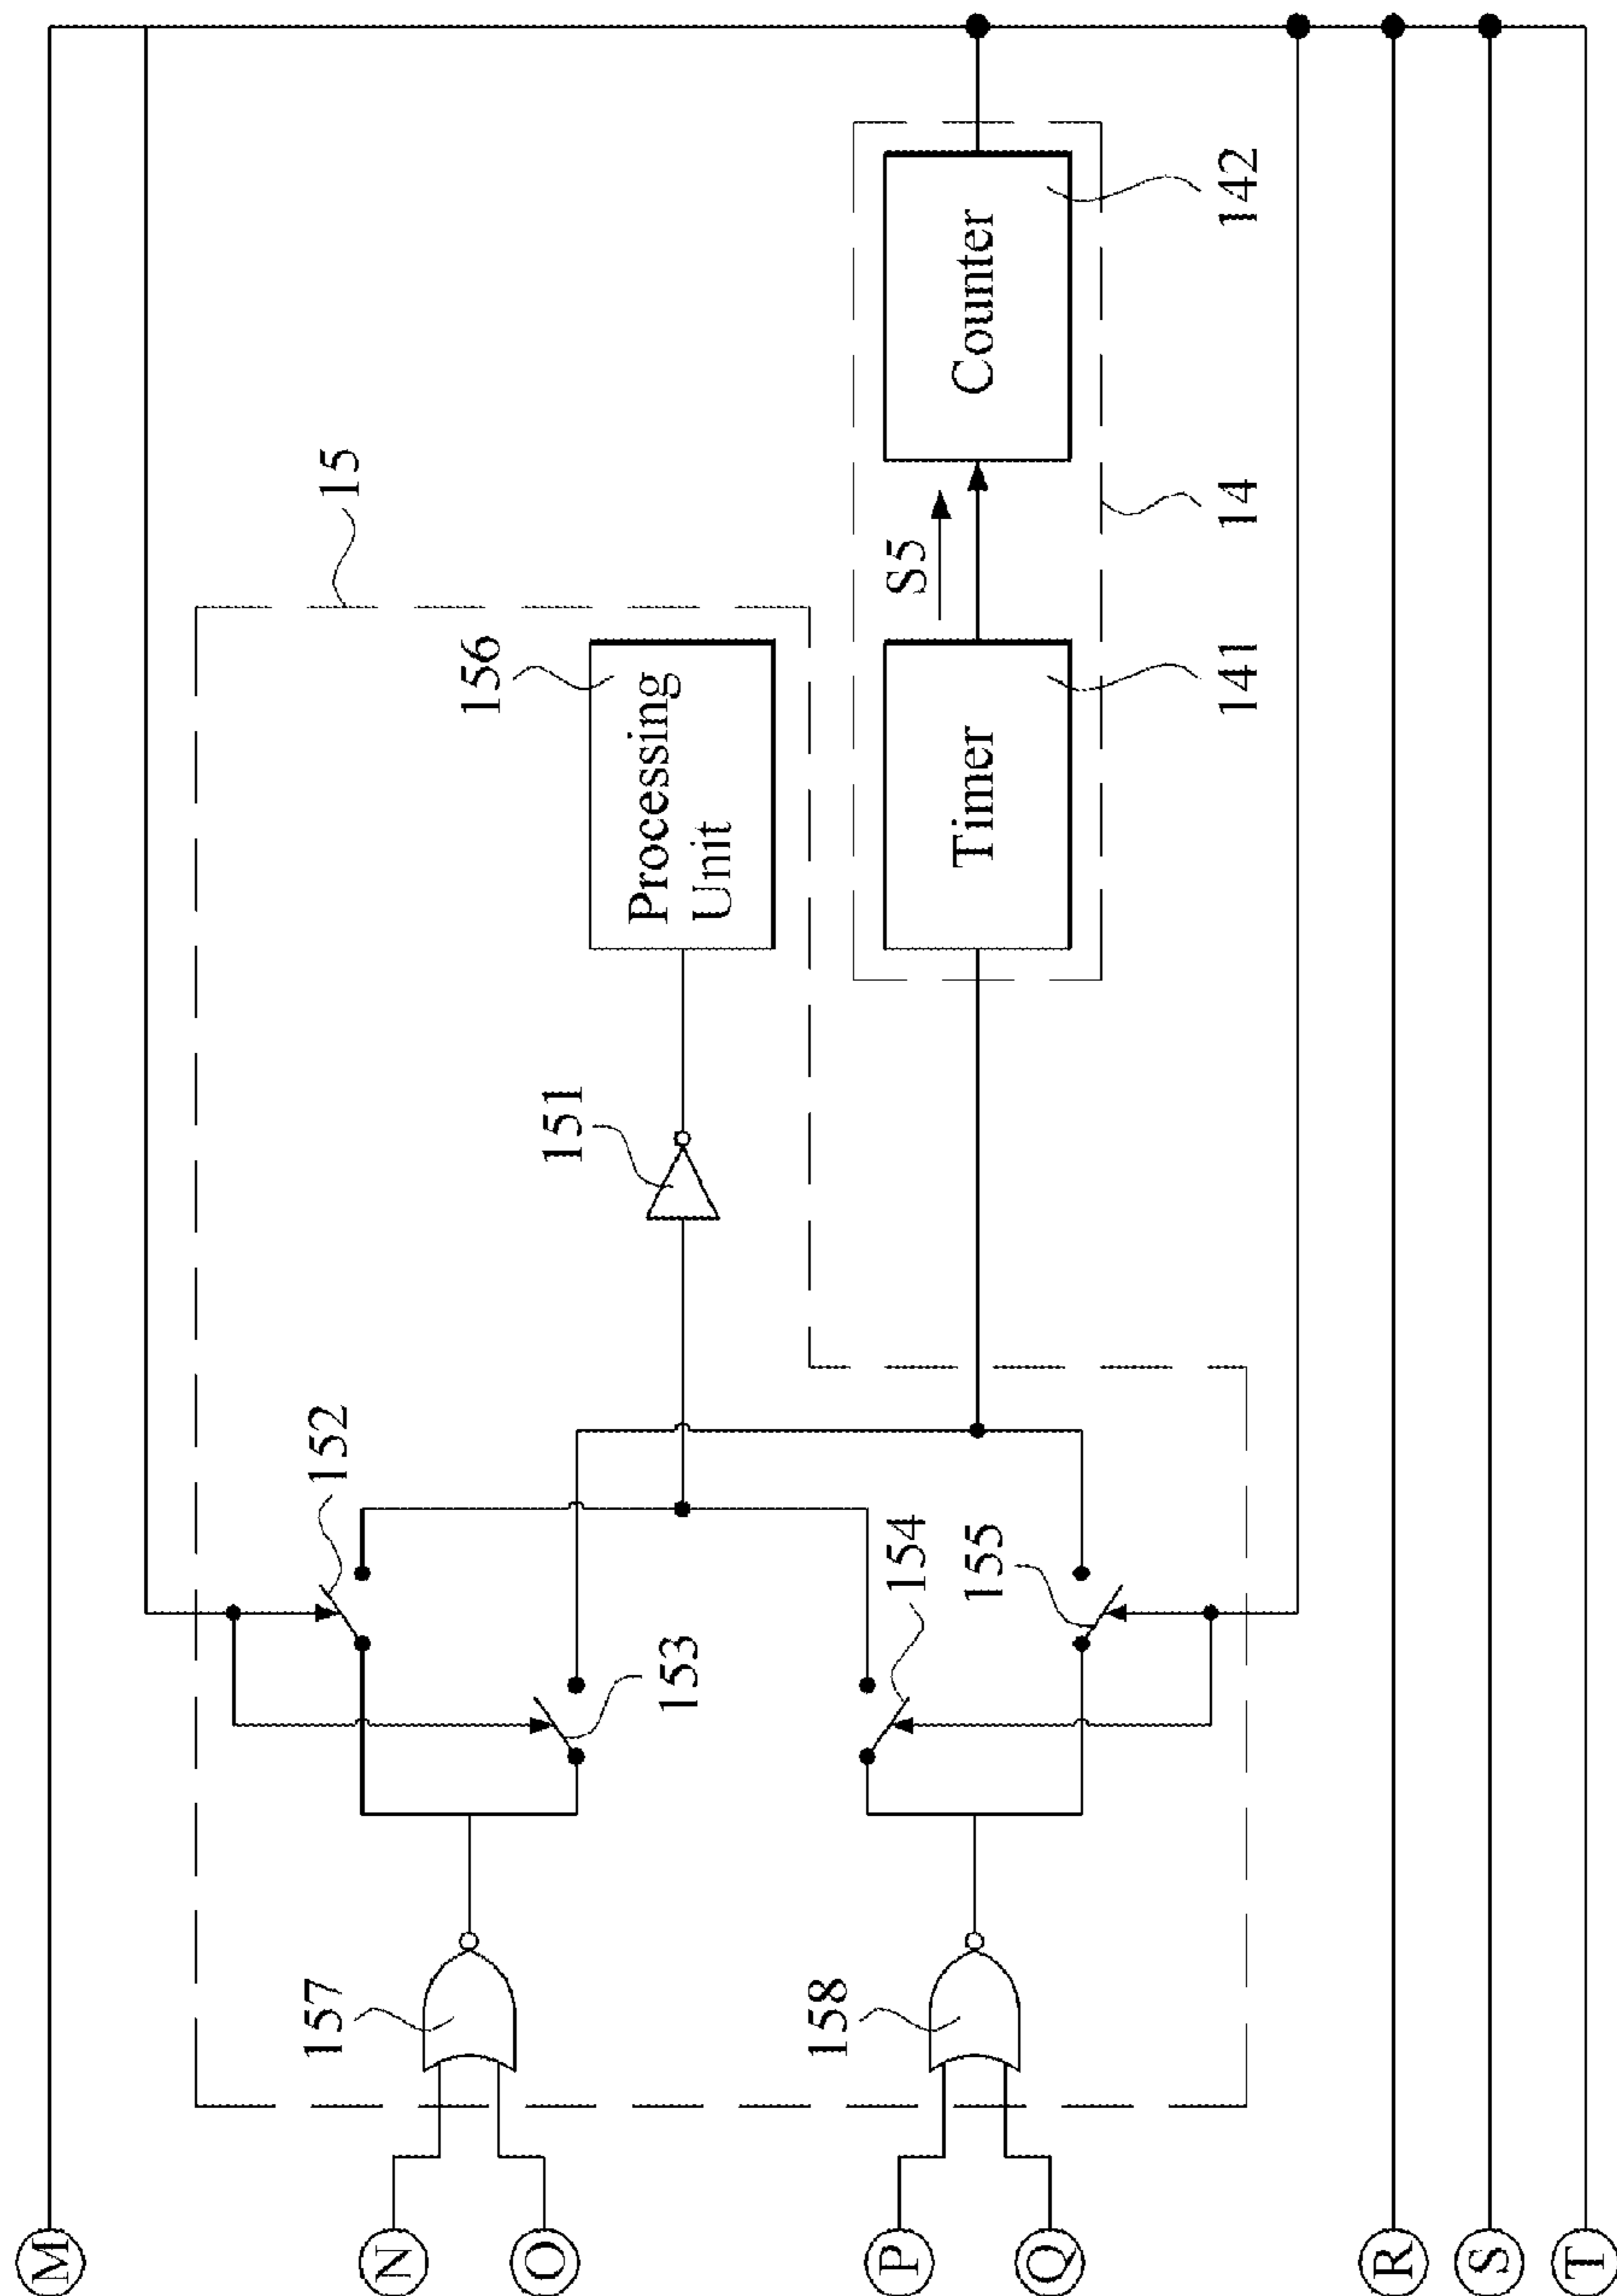 M
N
O
P
Q
R
S
T
157
158
152
153
154
155
151
15
156
Processing
Unit
Timer
141
S5
14
Counter
142